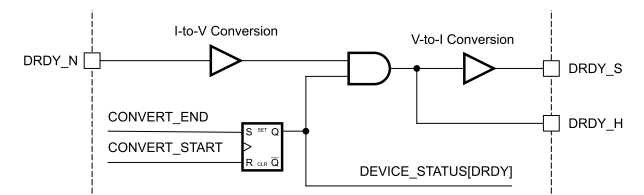 I-to-V Conversion
V-to-I Conversion
DRDY_N
DRDY_S
DRDY_H
CONVERT_END
S SET Q
CONVERT_START
R CLR Q
DEVICE_STATUS[DRDY]